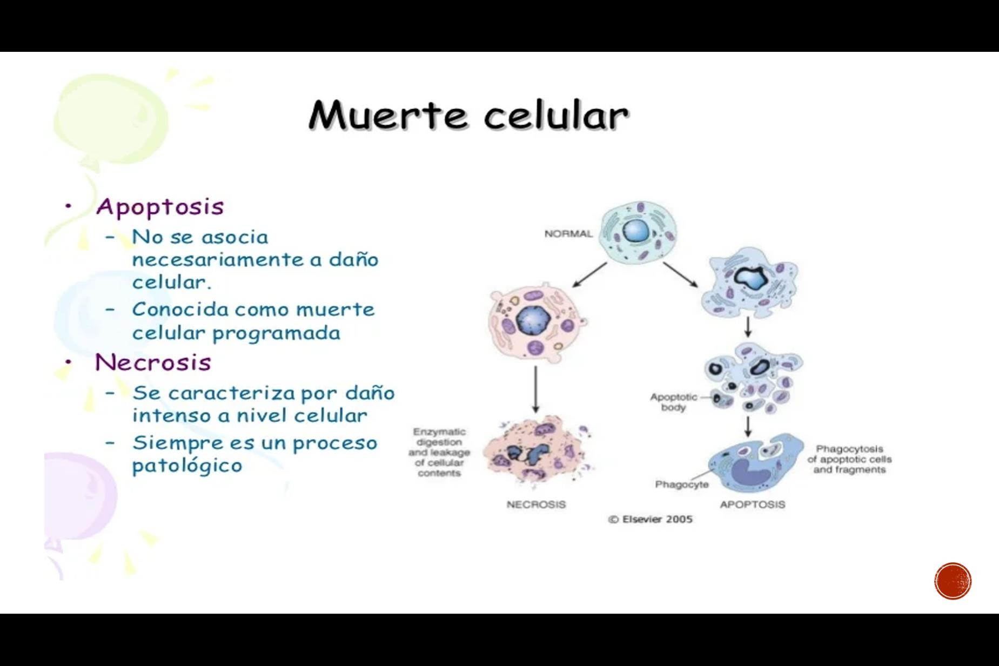 Muerte celular
• Apoptosis
– No se asocia
necesariamente a daño
celular.
– Conocida como muerte
celular programada
• Necrosis
– Se caracteriza por daño
intenso a nivel celular
– Siempre es un proceso
patológico
NORMAL
Apoptotic
body
Enzymatic
digestion
and leakage
of cellular
contents
Phagocytosis
of apoptotic cells
and fragments
Phagocyte
NECROSIS
APOPTOSIS
© Elsevier 2005